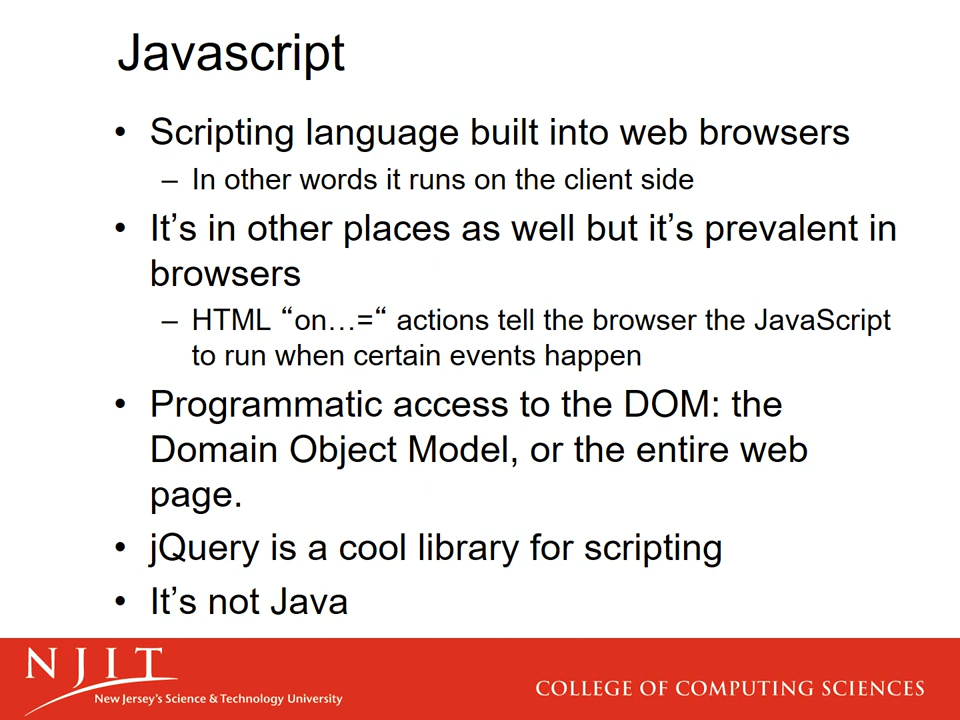 Javascript
• Scripting language built into web browsers
– In other words it runs on the client side
• It’s in other places as well but it’s prevalent in
browsers
– HTML “on…=“ actions tell the browser the JavaScript
to run when certain events happen
• Programmatic access to the DOM: the
Domain Object Model, or the entire web
page.
• jQuery is a cool library for scripting
• It’s not Java
NJIT
New Jersey’s Science & Technology University
COLLEGE OF COMPUTING SCIENCES